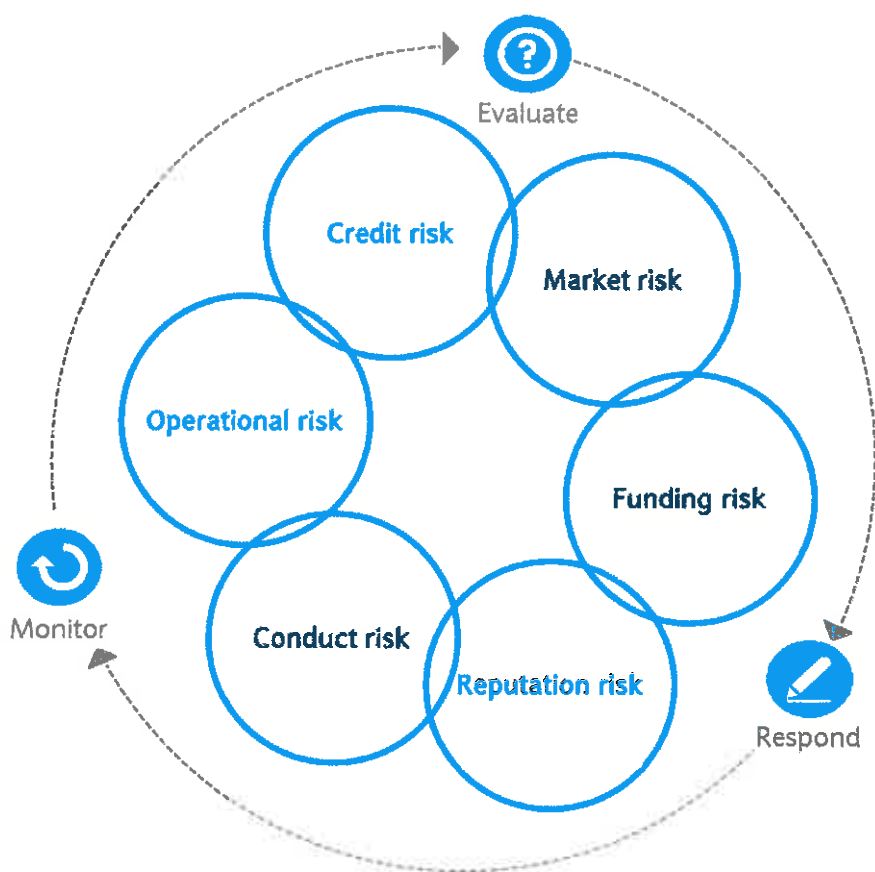 ?
Evaluate
Credit risk
Market risk
Operational risk
Funding risk
Monitor
Conduct risk
Reputation risk
Respond